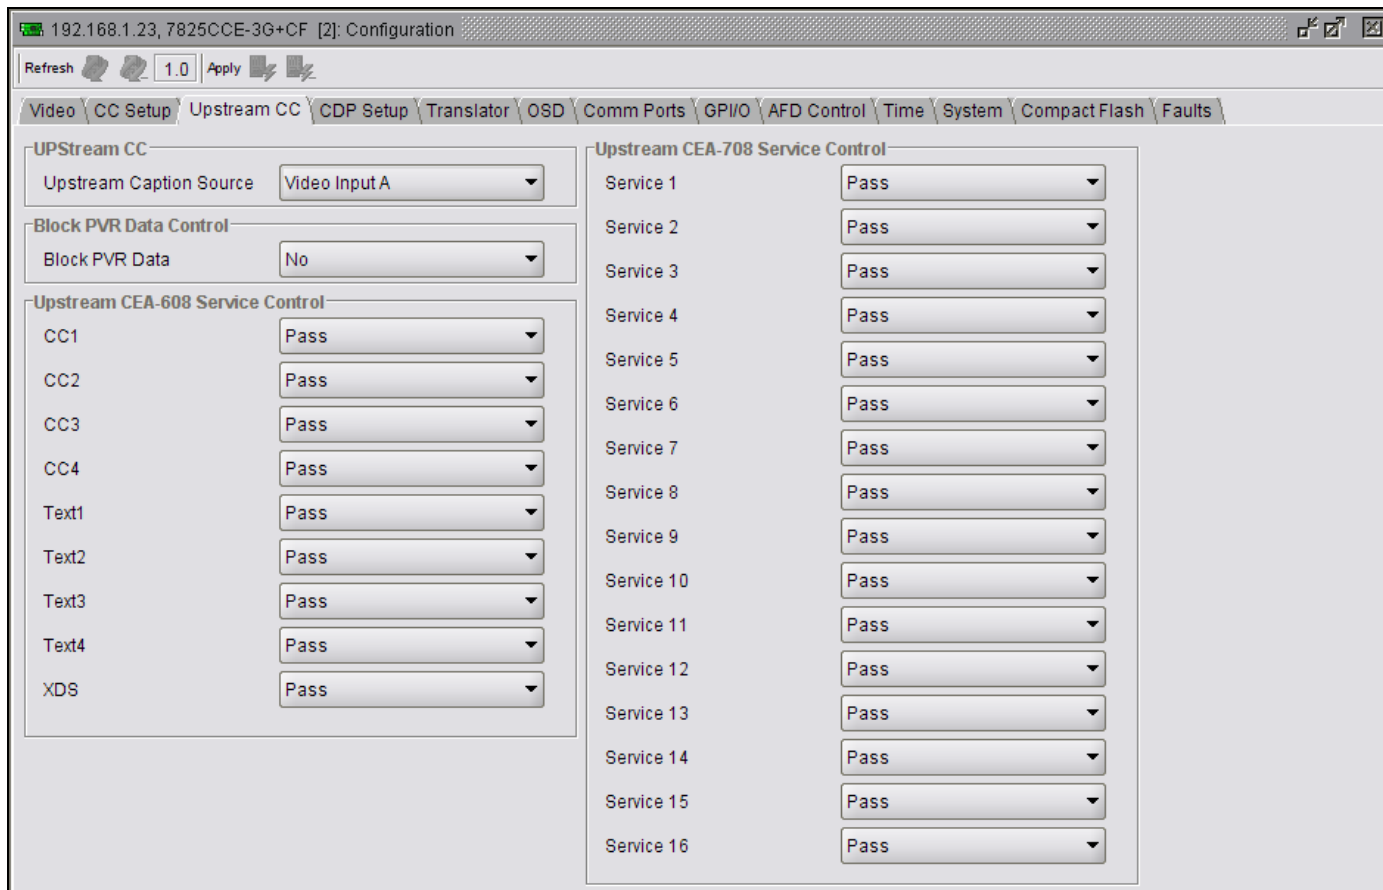 192.168.1.23, 7825CCE-3G+CF [2]: Configuration
Refresh 1.0 Apply
Video CC Setup Upstream CC CDP Setup Translator OSD Comm Ports GPI/O AFD Control Time System Compact Flash Faults
UPStream CC
Upstream Caption Source Video Input A
Block PVR Data Control
Block PVR Data No
Upstream CEA-608 Service Control
CC1 Pass
CC2 Pass
CC3 Pass
CC4 Pass
Text1 Pass
Text2 Pass
Text3 Pass
Text4 Pass
XDS Pass
Upstream CEA-708 Service Control
Service 1 Pass
Service 2 Pass
Service 3 Pass
Service 4 Pass
Service 5 Pass
Service 6 Pass
Service 7 Pass
Service 8 Pass
Service 9 Pass
Service 10 Pass
Service 11 Pass
Service 12 Pass
Service 13 Pass
Service 14 Pass
Service 15 Pass
Service 16 Pass